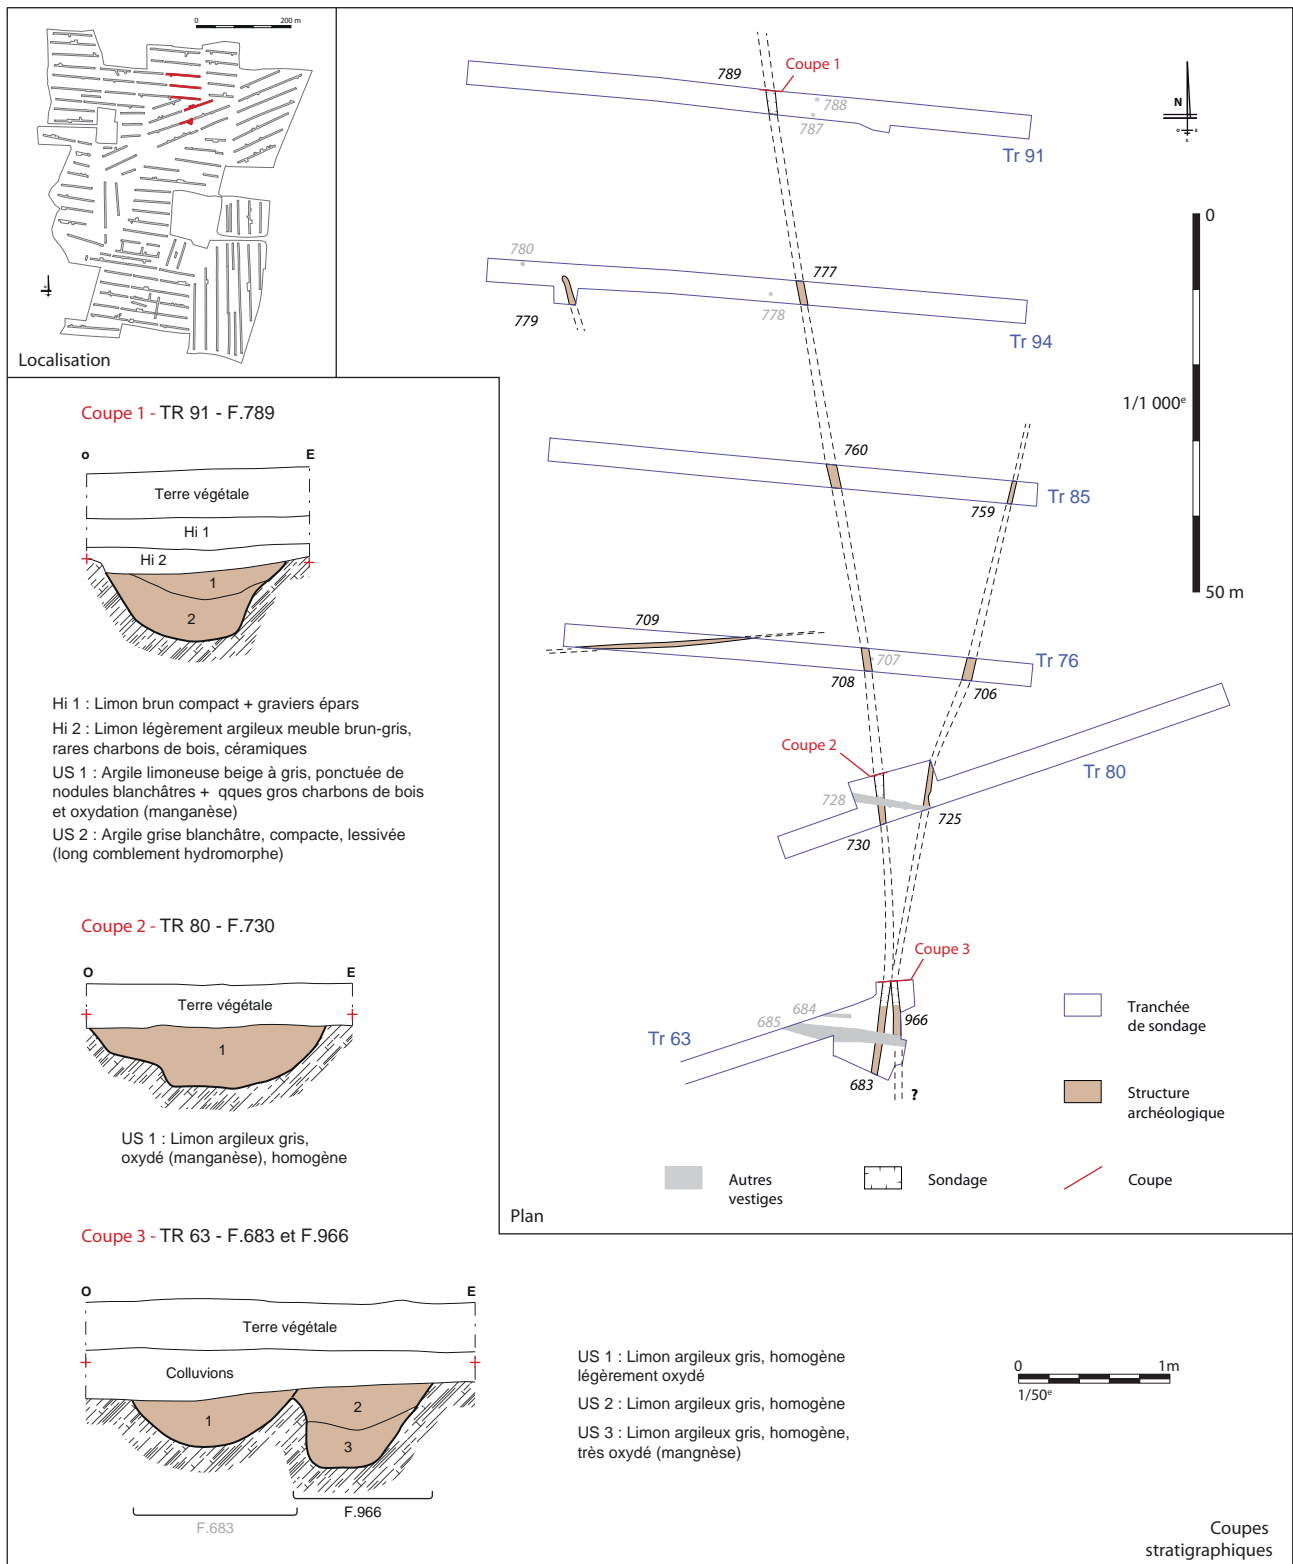 0 200 m
Localisation
789
Coupe 1
788
787
Tr 91
N
O E
S
780
777
779
778
Tr 94
0
1/1 000e
50 m
760
759
Tr 85
709
707
708
706
Tr 76
Coupe 2
728
725
730
Tr 80
Coupe 3
684
685
966
Tr 63
683
?
Tranchée
de sondage
Structure
archéologique
Autres
vestiges
Sondage
Coupe
Plan
Coupe 1 - TR 91 - F.789
o E
Terre végétale
Hi 1
Hi 2
1
2
Hi 1 : Limon brun compact + graviers épars
Hi 2 : Limon légèrement argileux meuble brun-gris,
rares charbons de bois, céramiques
US 1 : Argile limoneuse beige à gris, ponctuée de
nodules blanchâtres + qques gros charbons de bois
et oxydation (manganèse)
US 2 : Argile grise blanchâtre, compacte, lessivée
(long comblement hydromorphe)
Coupe 2 - TR 80 - F.730
O E
Terre végétale
1
US 1 : Limon argileux gris,
oxydé (manganèse), homogène
Coupe 3 - TR 63 - F.683 et F.966
O E
Terre végétale
Colluvions
1
2
3
F.966
F.683
US 1 : Limon argileux gris, homogène
légèrement oxydé
US 2 : Limon argileux gris, homogène
US 3 : Limon argileux gris, homogène,
très oxydé (mangnèse)
0 1m
1/50e
Coupes
stratigraphiques